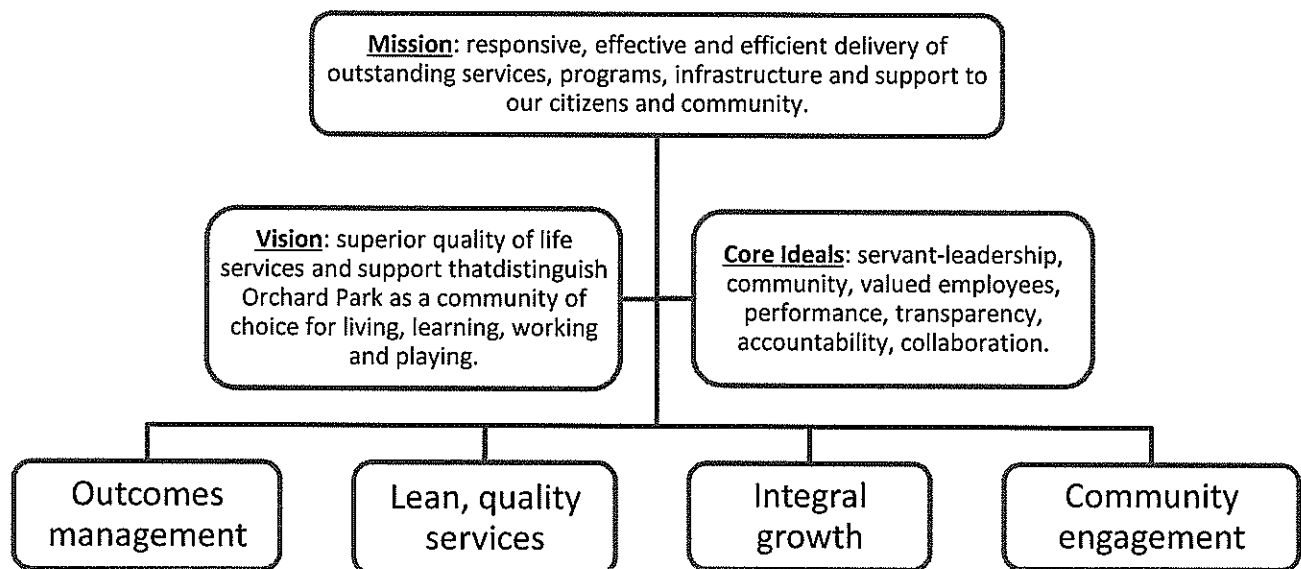 Mission: responsive, effective and efficient delivery of
outstanding services, programs, infrastructure and support to
our citizens and community.
Vision: superior quality of life
services and support thatdistinguish
Orchard Park as a community of
choice for living, learning, working
and playing.
Core Ideals: servant-leadership,
community, valued employees,
performance, transparency,
accountability, collaboration.
Outcomes
management
Lean, quality
services
Integral
growth
Community
engagement